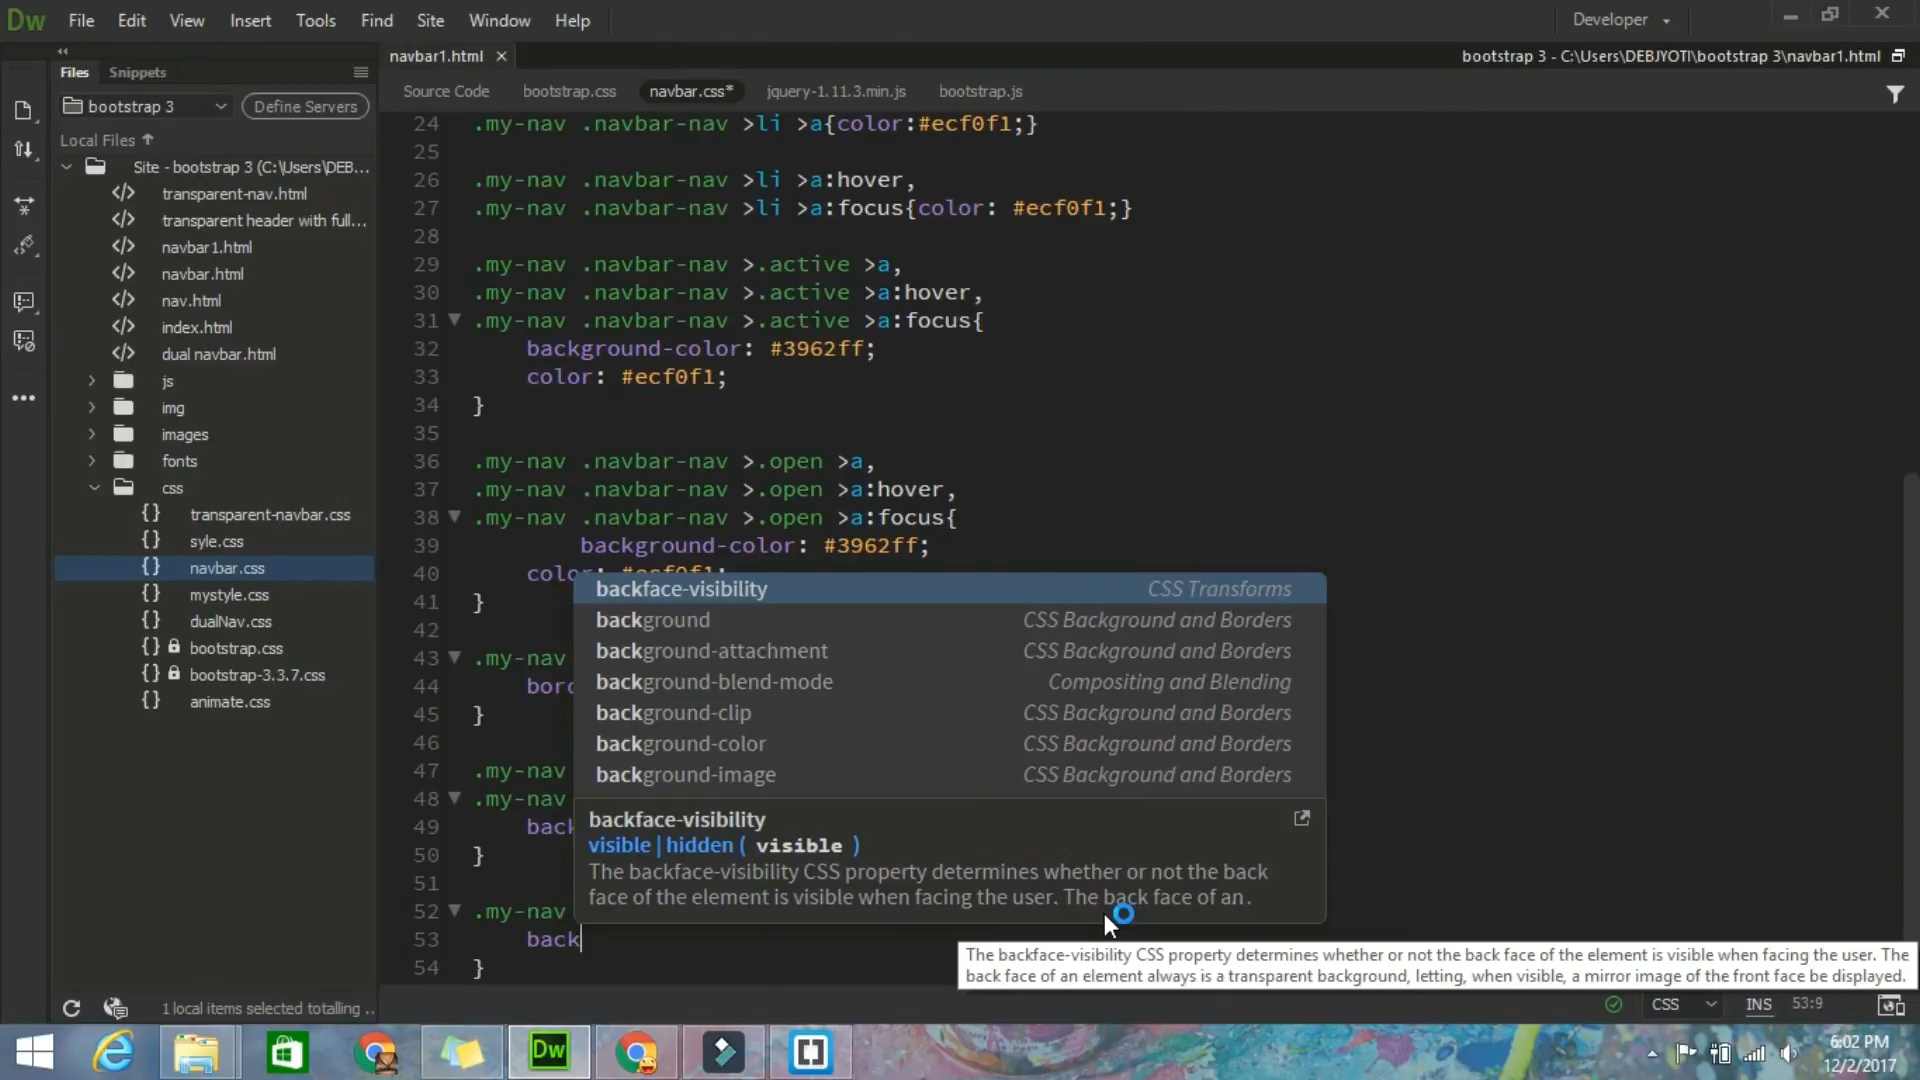 Dw File Edit View Insert Tools Find Site Window Help Developer
Files Snippets
navbar1.html
bootstrap 3 - C:\Users\DEBJYOTI\bootstrap 3\navbar1.html
bootstrap 3 Define Servers
Source Code bootstrap.css navbar.css* jquery-1.11.3.min.js bootstrap.js
Local Files
Site - bootstrap 3 (C:\Users\DEB...
transparent-nav.html
transparent header with full...
navbar1.html
navbar.html
nav.html
index.html
dual navbar.html
js
img
images
fonts
css
transparent-navbar.css
syle.css
navbar.css
mystyle.css
dualNav.css
bootstrap.css
bootstrap-3.3.7.css
animate.css
1 local items selected totalling ..
24 .my-nav .navbar-nav >li >a{color:#ecf0f1;}
25
26 .my-nav .navbar-nav >li >a:hover,
27 .my-nav .navbar-nav >li >a:focus{color: #ecf0f1;}
28
29 .my-nav .navbar-nav >.active >a,
30 .my-nav .navbar-nav >.active >a:hover,
31 .my-nav .navbar-nav >.active >a:focus{
32 background-color: #3962ff;
33 color: #ecf0f1;
34 }
35
36 .my-nav .navbar-nav >.open >a,
37 .my-nav .navbar-nav >.open >a:hover,
38 .my-nav .navbar-nav >.open >a:focus{
39 background-color: #3962ff;
40 color: #ecf0f1;
41 }
42
43 .my-nav
44 bord
45 }
46
47 .my-nav
48 .my-nav
49 back
50 }
51
52 .my-nav
53 back
54 }
backface-visibility CSS Transforms
background CSS Background and Borders
background-attachment CSS Background and Borders
background-blend-mode Compositing and Blending
background-clip CSS Background and Borders
background-color CSS Background and Borders
background-image CSS Background and Borders
backface-visibility
visible | hidden ( visible )
The backface-visibility CSS property determines whether or not the back
face of the element is visible when facing the user. The back face of an.
The backface-visibility CSS property determines whether or not the back face of the element is visible when facing the user. The
back face of an element always is a transparent background, letting, when visible, a mirror image of the front face be displayed.
CSS INS 53:9
Dw
6:02 PM
12/2/2017